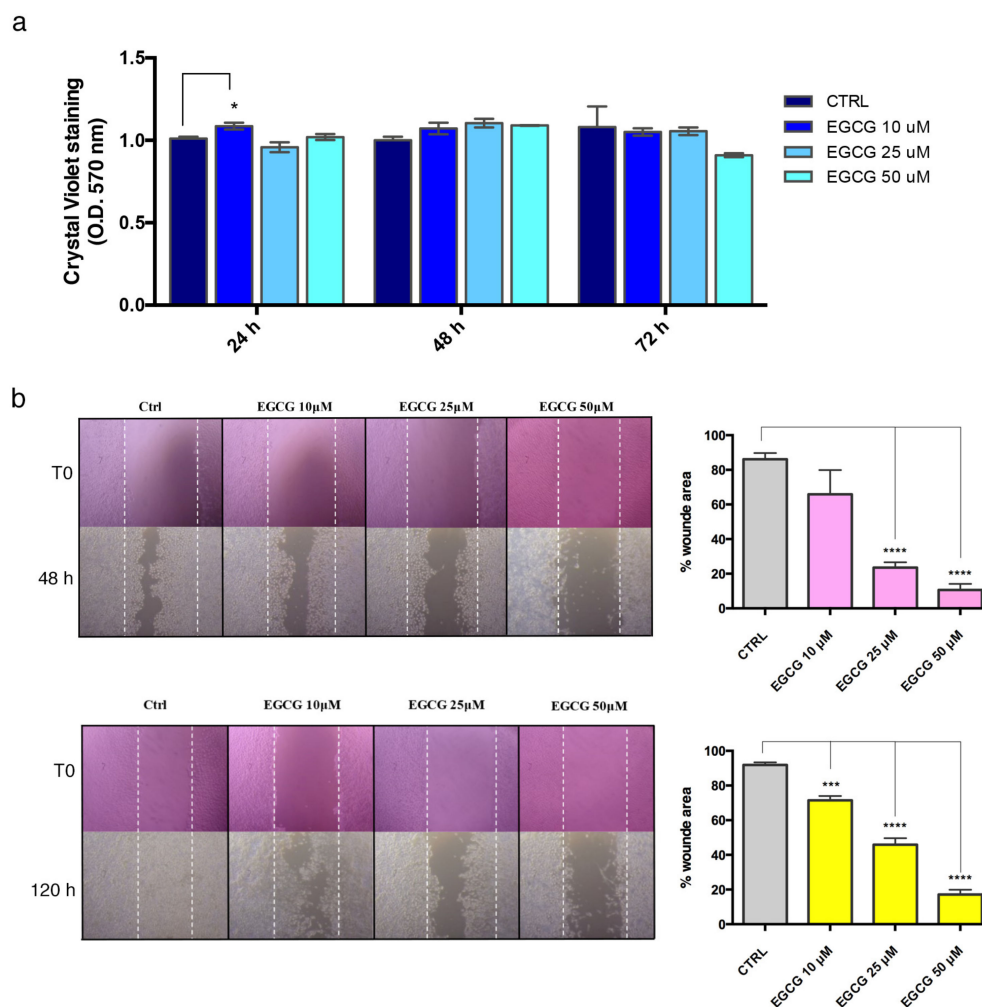 a
Crystal Violet staining
(O.D. 570 nm)
1.5
1.0
0.5
0.0
*
24 h
48 h
72 h
CTRL
EGCG 10 uM
EGCG 25 uM
EGCG 50 uM
b
Ctrl
EGCG 10µM
EGCG 25µM
EGCG 50µM
T0
48 h
% wounde area
100
80
60
40
20
0
****
****
CTRL
EGCG 10 µM
EGCG 25 µM
EGCG 50 µM
Ctrl
EGCG 10µM
EGCG 25µM
EGCG 50µM
T0
120 h
% wounde area
100
80
60
40
20
0
***
****
****
CTRL
EGCG 10 µM
EGCG 25 µM
EGCG 50 µM